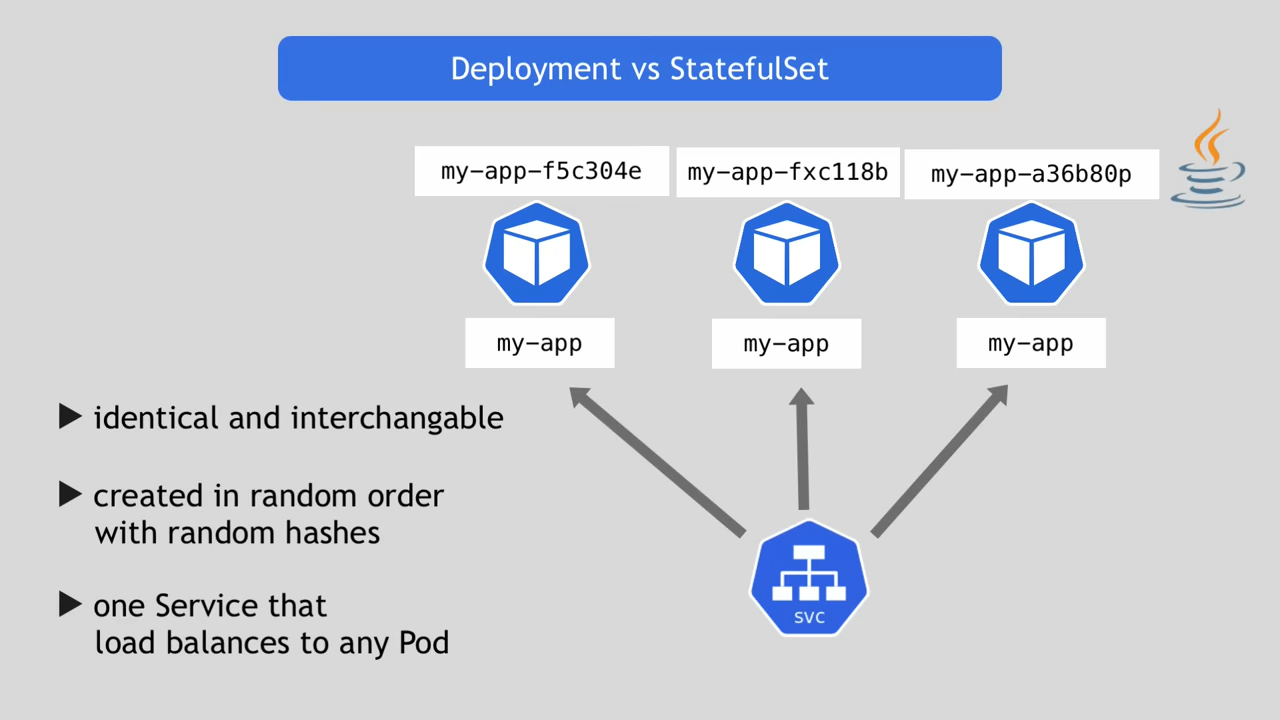 Deployment vs StatefulSet
my-app-f5c304e
my-app-fxc118b
my-app-a36b80p
my-app
my-app
my-app
identical and interchangable
created in random order
with random hashes
one Service that
load balances to any Pod
svc